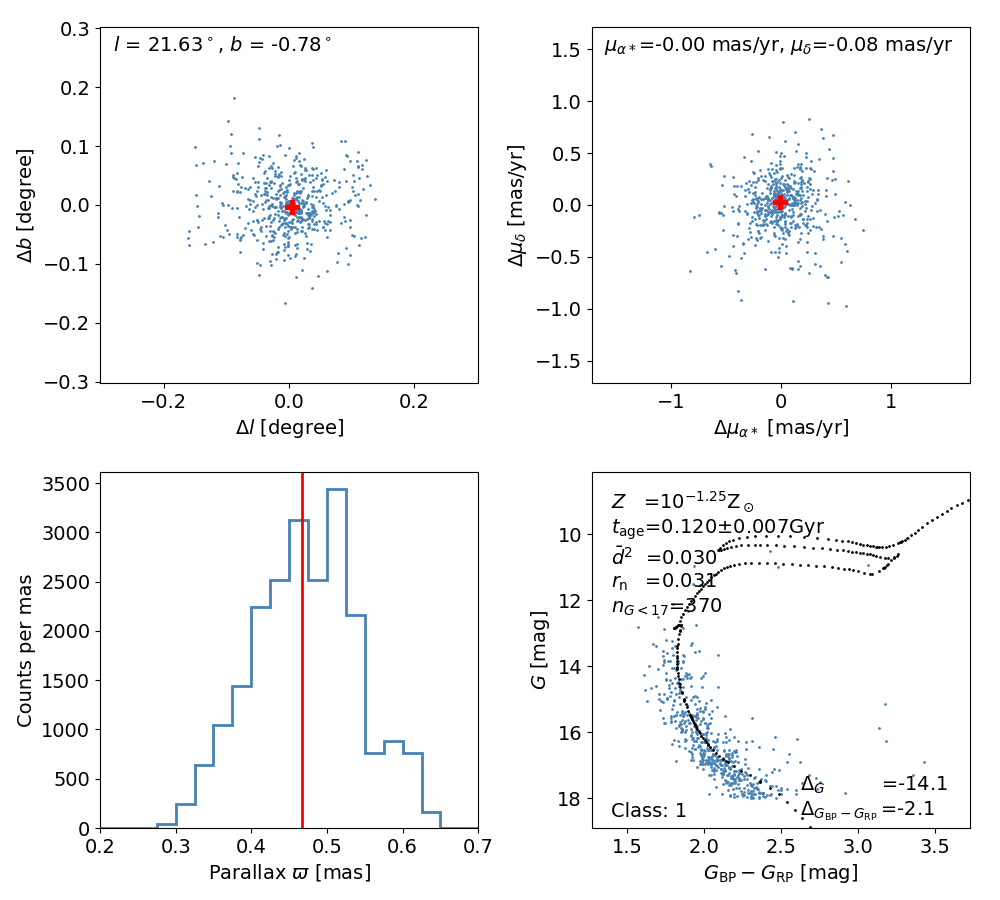 l = 21.63°, b = -0.78°
0.3
0.2
0.1
0.0
−0.1
−0.2
−0.3
Δb [degree]
−0.2
0.0
0.2
Δl [degree]
μα*=-0.00 mas/yr, μδ=-0.08 mas/yr
1.5
1.0
0.5
0.0
−0.5
−1.0
−1.5
Δμδ [mas/yr]
−1
0
1
Δμα* [mas/yr]
3500
3000
2500
2000
1500
1000
500
0
Counts per mas
0.2
0.3
0.4
0.5
0.6
0.7
Parallax ϖ [mas]
Z =10^−1.25 Z⊙
t_age=0.120±0.007Gyr
d̄² =0.030
r_n =0.031
n_G<17=370
10
12
14
16
18
G [mag]
Δ_G =-14.1
Δ_G_BP−G_RP =-2.1
Class: 1
1.5
2.0
2.5
3.0
3.5
G_BP − G_RP [mag]